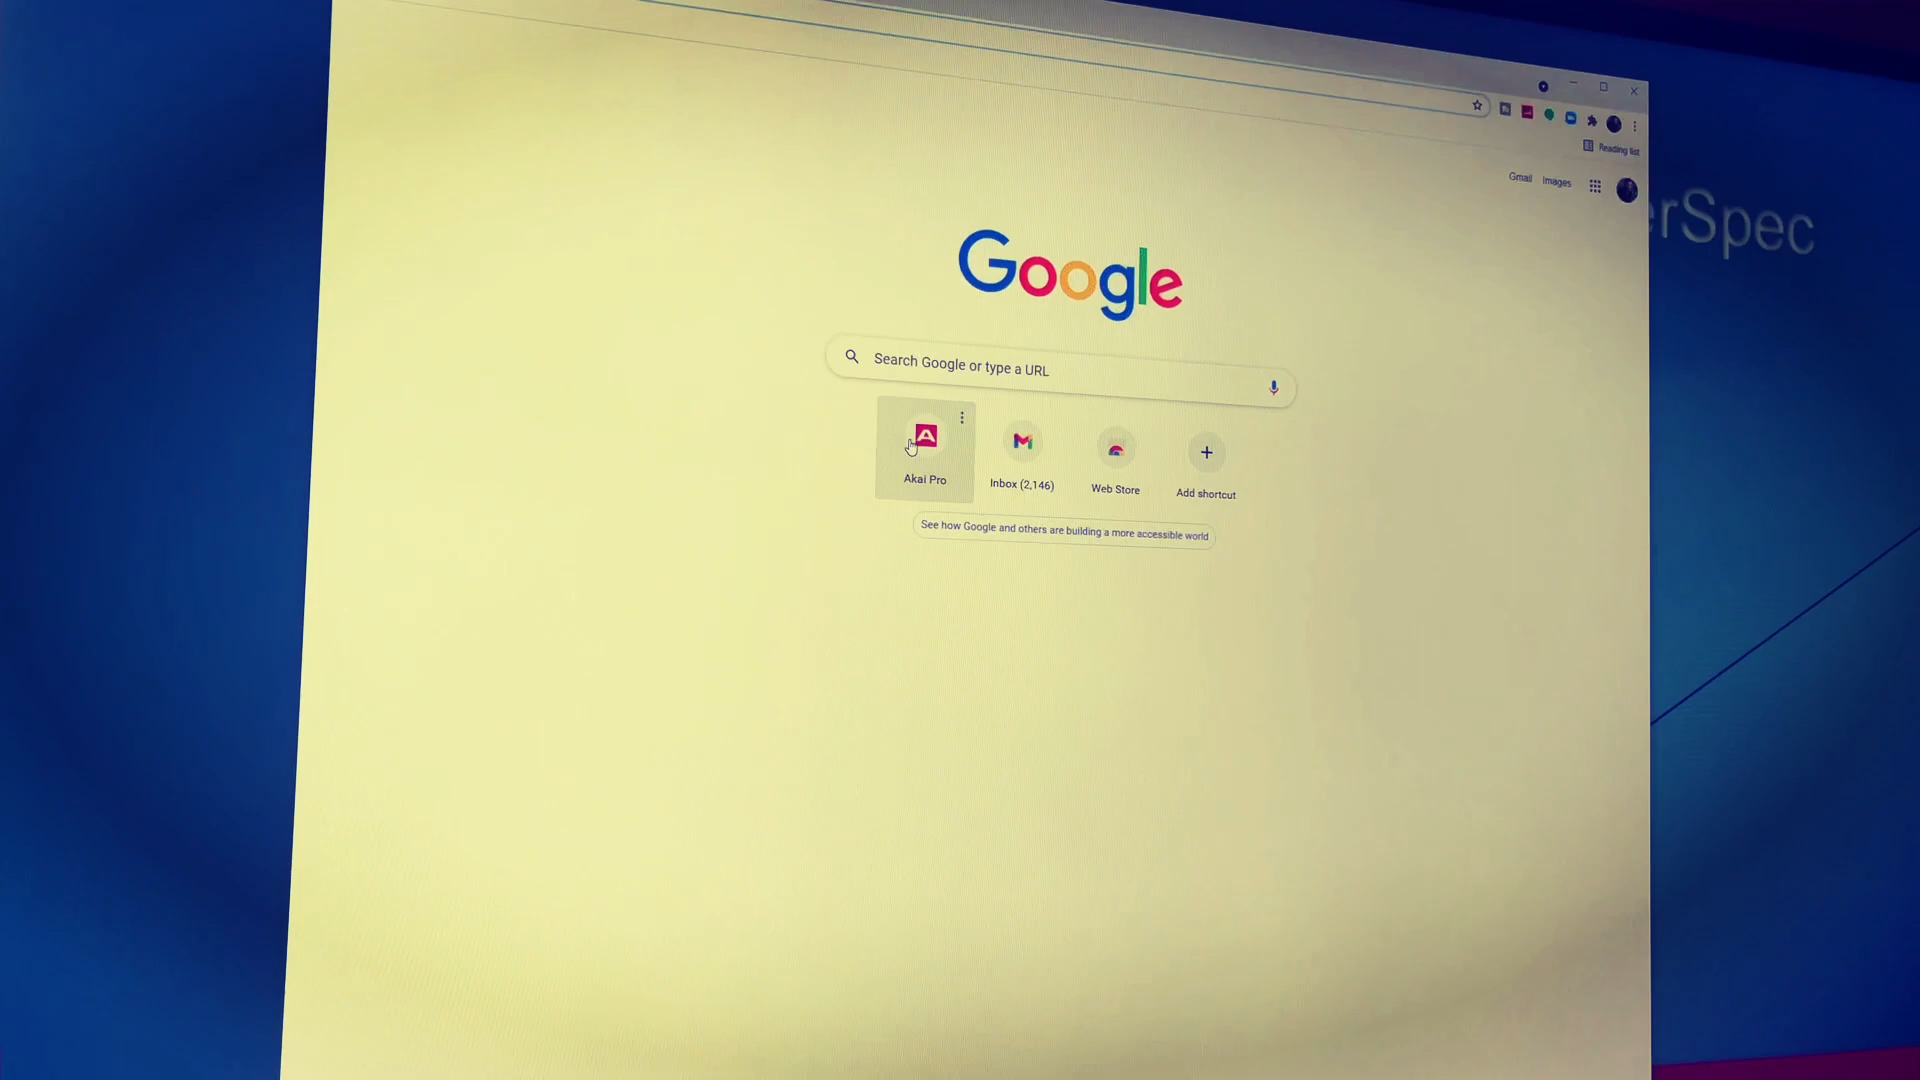 Reading list
Gmail Images
erSpec
Google
Search Google or type a URL
Akai Pro
Inbox (2,146)
Web Store
Add shortcut
See how Google and others are building a more accessible world